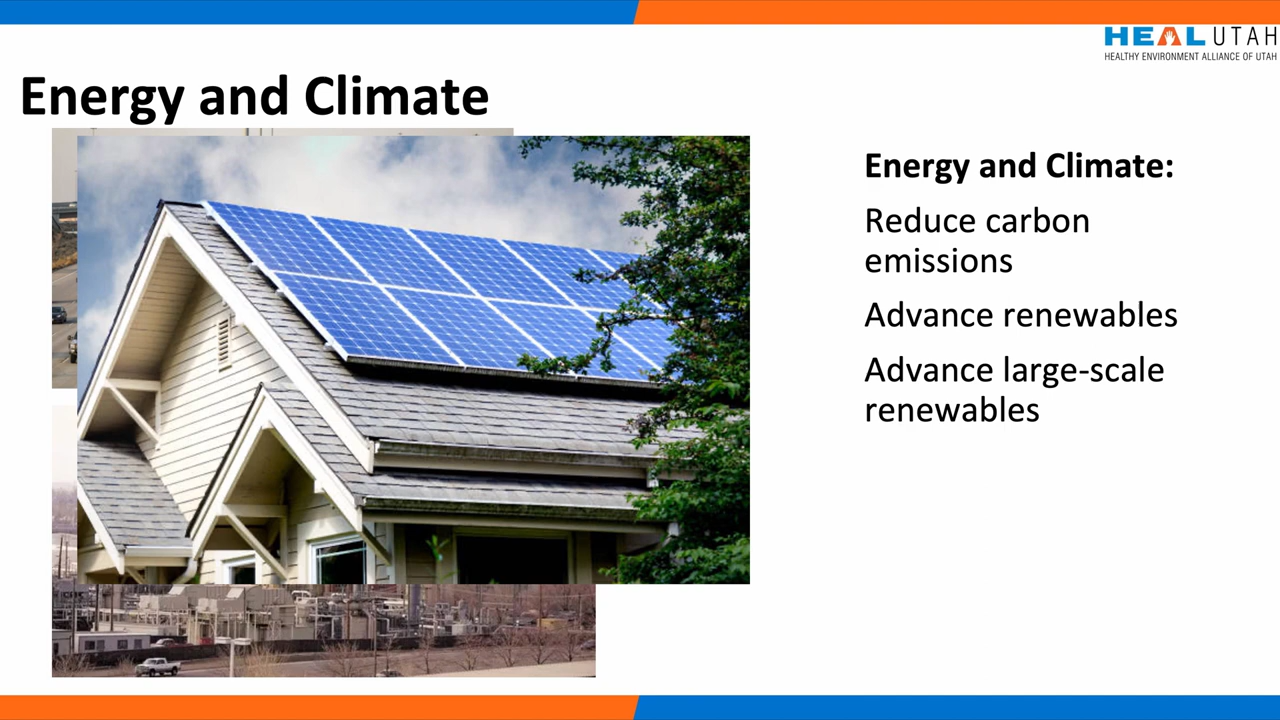 HEAL UTAH
HEALTHY ENVIRONMENT ALLIANCE OF UTAH
Energy and Climate
Energy and Climate:
Reduce carbon
emissions
Advance renewables
Advance large-scale
renewables